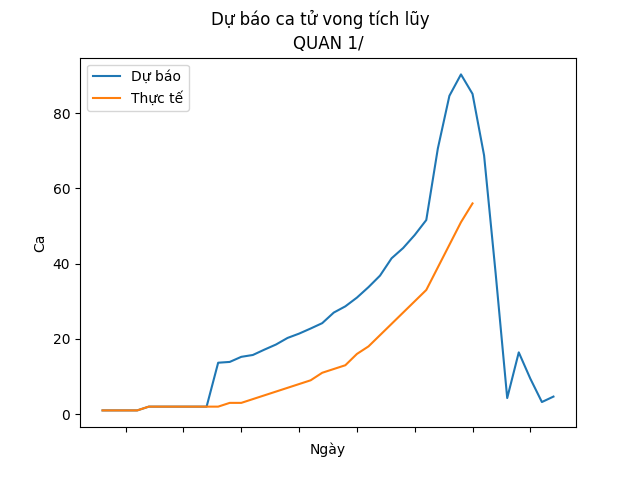 Dự báo ca tử vong tích lũy
QUAN 1/
Dự báo
Thực tế
80
60
40
20
0
Ca
Ngày